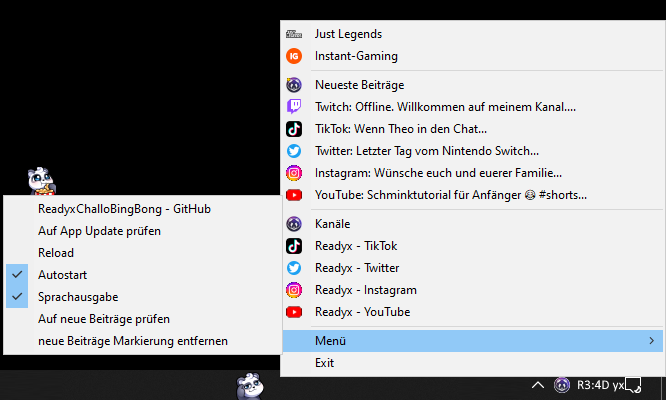 Just Legends
Instant-Gaming
Neueste Beiträge
Twitch: Offline. Willkommen auf meinem Kanal....
TikTok: Wenn Theo in den Chat...
Twitter: Letzter Tag vom Nintendo Switch...
Instagram: Wünsche euch und euerer Familie...
YouTube: Schminktutorial für Anfänger 😂 #shorts...
Kanäle
Readyx - TikTok
Readyx - Twitter
Readyx - Instagram
Readyx - YouTube
Menü
Exit
ReadyxChalloBingBong - GitHub
Auf App Update prüfen
Reload
Autostart
Sprachausgabe
Auf neue Beiträge prüfen
neue Beiträge Markierung entfernen
R3:4D yx